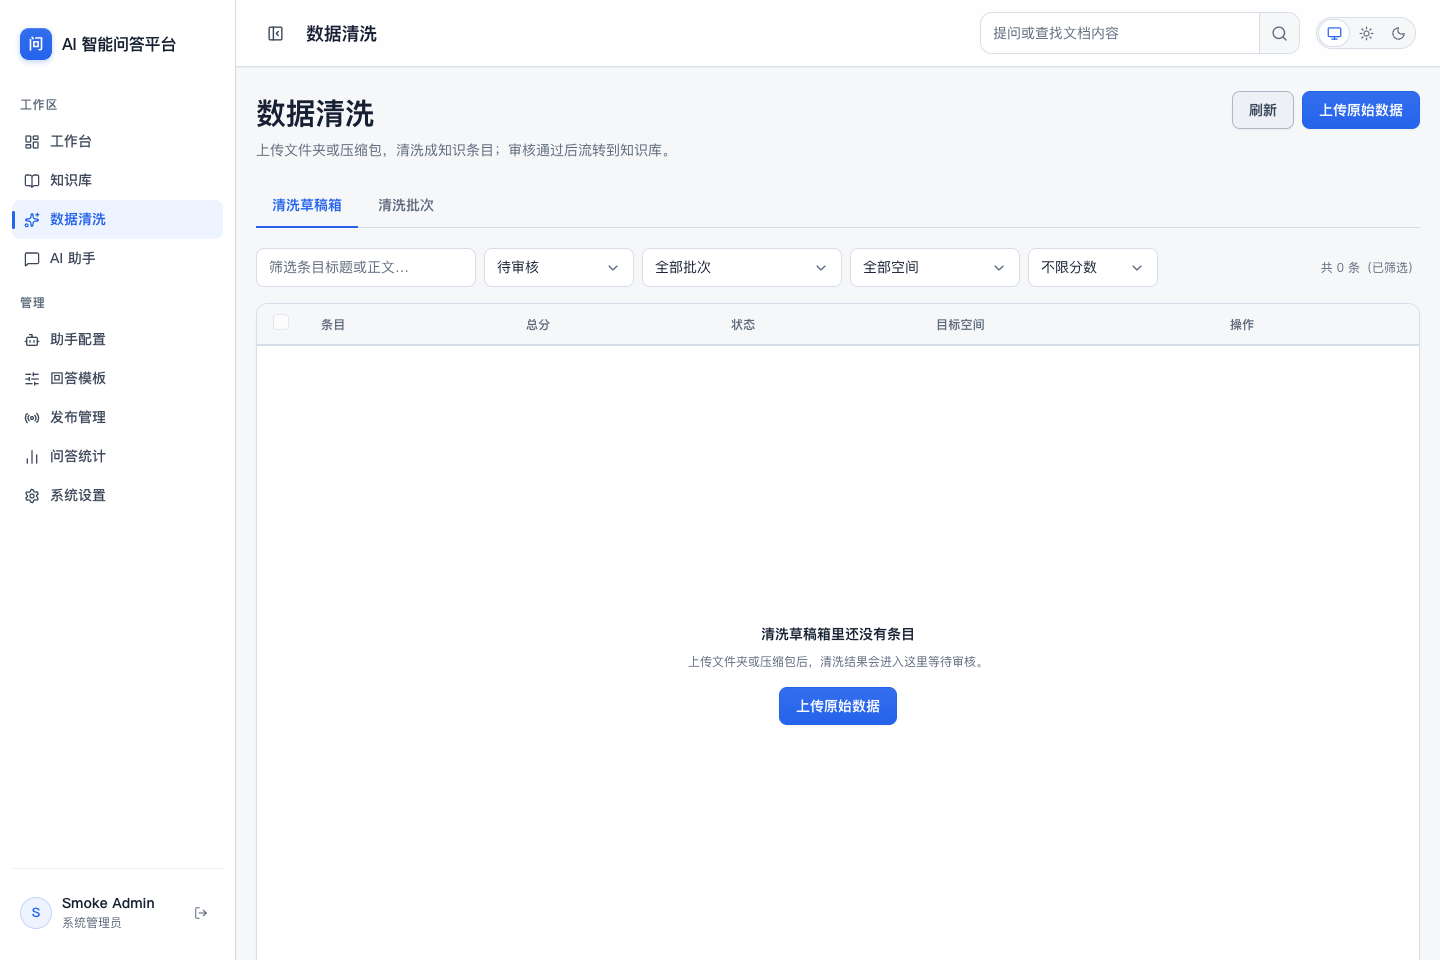 问 AI 智能问答平台
工作区
工作台
知识库
数据清洗
AI 助手
管理
助手配置
回答模板
发布管理
问答统计
系统设置
S
Smoke Admin
系统管理员
数据清洗
提问或查找文档内容
数据清洗
上传文件夹或压缩包，清洗成知识条目；审核通过后流转到知识库。
刷新 上传原始数据
清洗草稿箱 清洗批次
筛选条目标题或正文... 待审核 全部批次 全部空间 不限分数 共 0 条（已筛选）
条目 总分 状态 目标空间 操作
清洗草稿箱里还没有条目
上传文件夹或压缩包后，清洗结果会进入这里等待审核。
上传原始数据